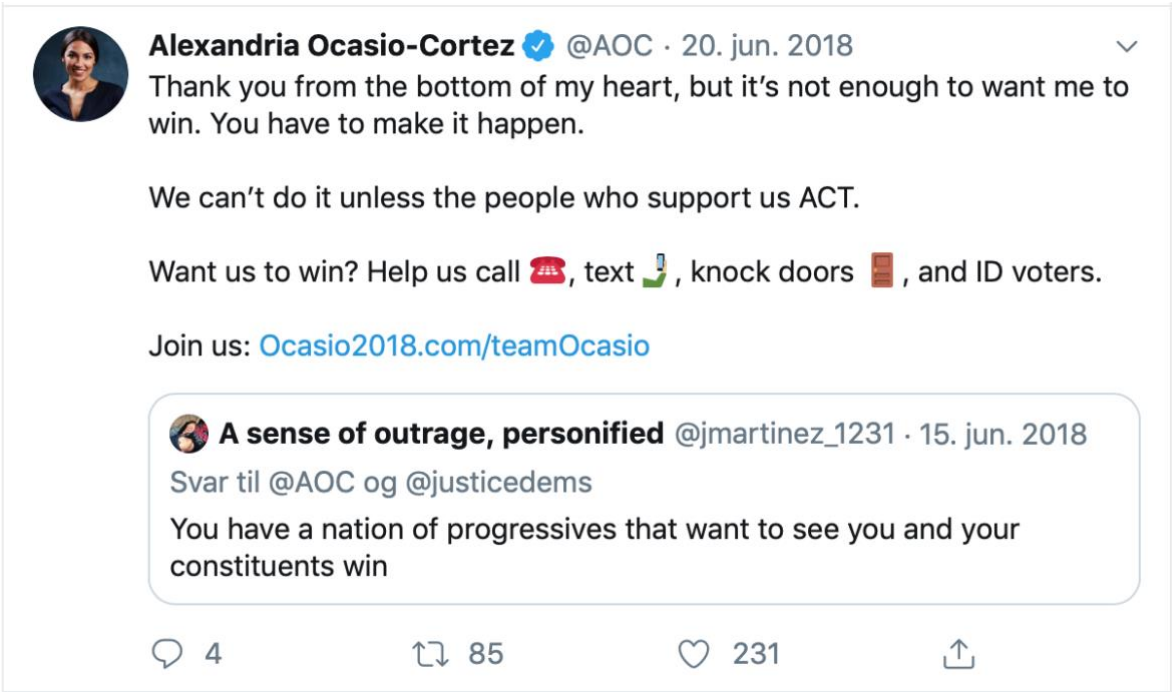 Alexandria Ocasio-Cortez @AOC · 20. jun. 2018
Thank you from the bottom of my heart, but it’s not enough to want me to
win. You have to make it happen.
We can’t do it unless the people who support us ACT.
Want us to win? Help us call ☎️, text 🤳, knock doors 🚪, and ID voters.
Join us: Ocasio2018.com/teamOcasio
A sense of outrage, personified @jmartinez_1231 · 15. jun. 2018
Svar til @AOC og @justicedems
You have a nation of progressives that want to see you and your
constituents win
4 85 231